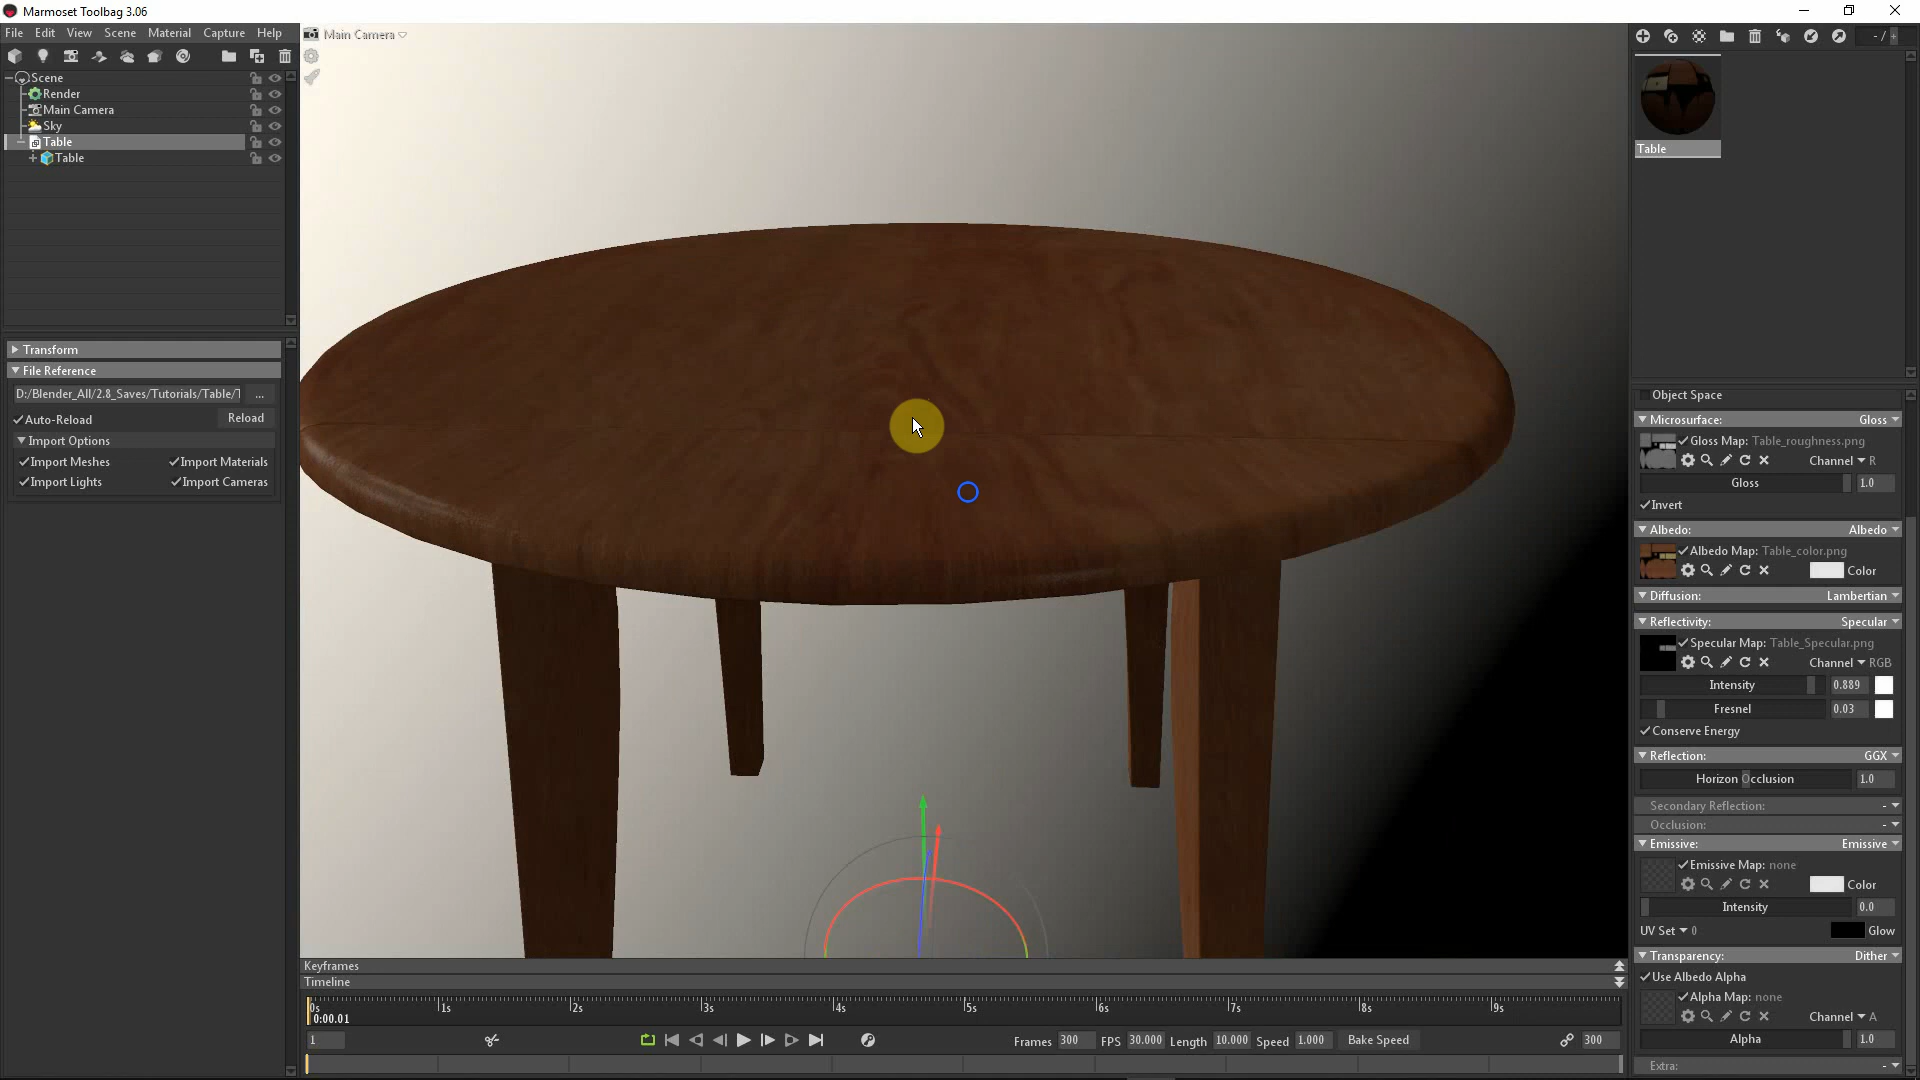 Marmoset Toolbag 3.06
File Edit View Scene Material Capture Help
Main Camera
- /
Scene
Render
Main Camera
Sky
Table
Table
Table
Transform
File Reference
D:/Blender_All/2.8_Saves/Tutorials/Table/T ...
Auto-Reload Reload
Import Options
Import Meshes Import Materials
Import Lights Import Cameras
Object Space
Microsurface: Gloss
Gloss Map: Table_roughness.png
Channel R
Gloss 1.0
Invert
Albedo: Albedo
Albedo Map: Table_color.png
Color
Diffusion: Lambertian
Reflectivity: Specular
Specular Map: Table_Specular.png
Channel RGB
Intensity 0.889
Fresnel 0.03
Conserve Energy
Reflection: GGX
Horizon Occlusion 1.0
Secondary Reflection: -
Occlusion: -
Emissive: Emissive
Emissive Map: none
Color
Intensity 0.0
UV Set 0 Glow
Transparency: Dither
Use Albedo Alpha
Alpha Map: none
Channel A
Alpha 1.0
Extra: -
Keyframes
Timeline
0s 1s 2s 3s 4s 5s 6s 7s 8s 9s
0:00.01
1 Frames 300 FPS 30.000 Length 10.000 Speed 1.000 Bake Speed 300